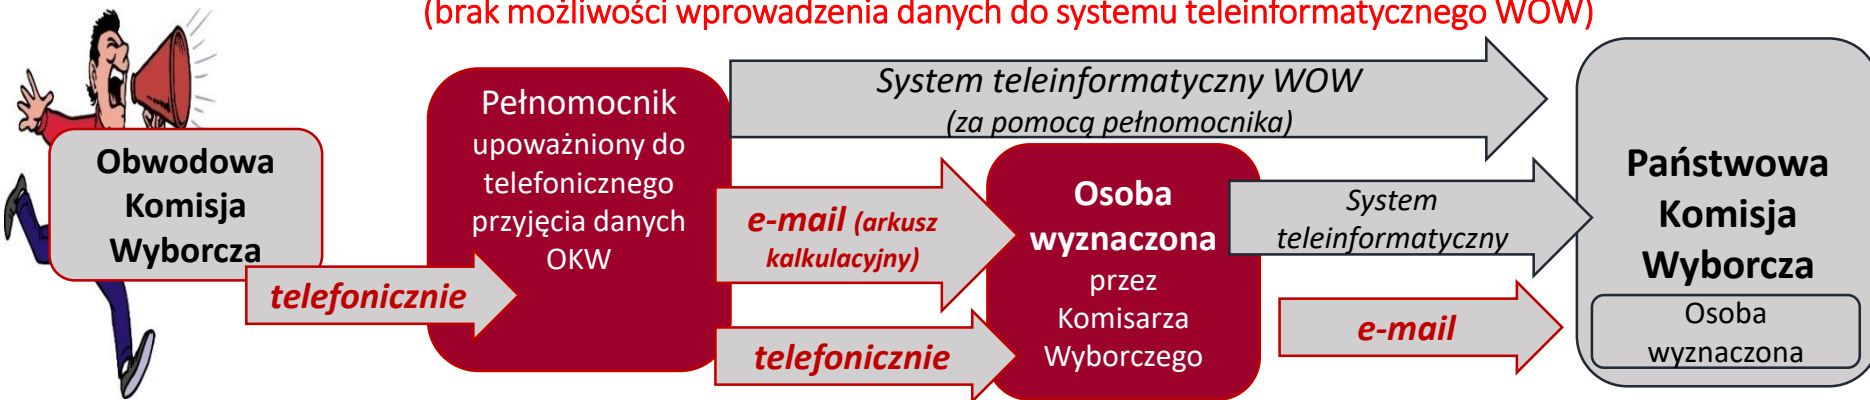 (brak możliwości wprowadzenia danych do systemu teleinformatycznego WOW)
Obwodowa
Komisja
Wyborcza
telefonicznie
Pełnomocnik
upoważniony do
telefonicznego
przyjęcia danych
OKW
System teleinformatyczny WOW
(za pomocą pełnomocnika)
e-mail (arkusz
kalkulacyjny)
telefonicznie
Osoba
wyznaczona
przez
Komisarza
Wyborczego
System
teleinformatyczny
e-mail
Państwowa
Komisja
Wyborcza
Osoba
wyznaczona